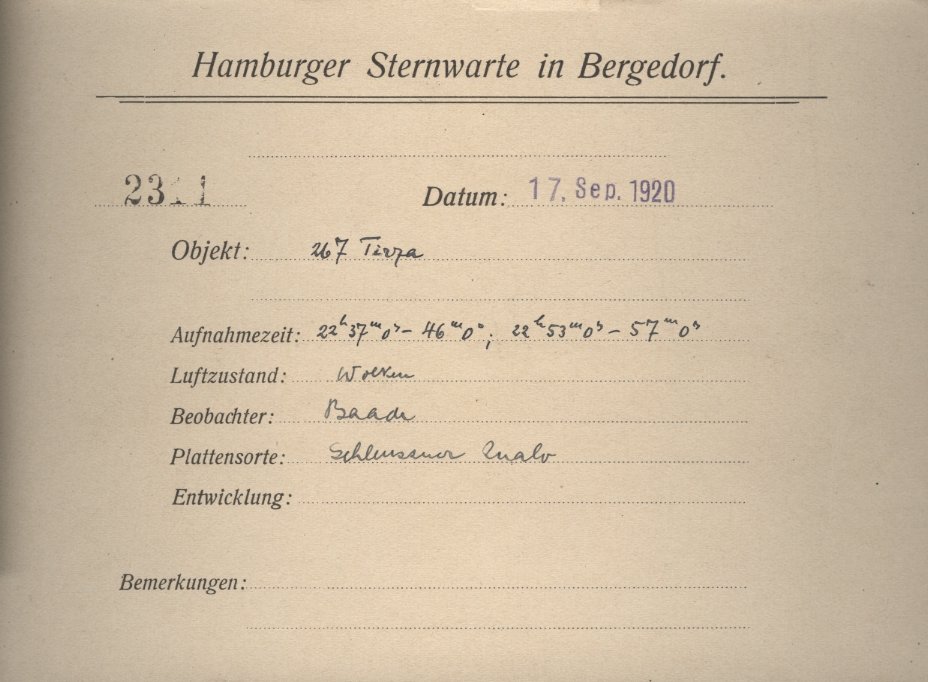 Hamburger Sternwarte in Bergedorf.
Datum: 17. Sep. 1920
Objekt: 267 Tirza
Aufnahmezeit: 22ʰ37ᵐ0ˢ – 46ᵐ0ˢ; 22ʰ53ᵐ0ˢ – 57ᵐ0ˢ
Luftzustand: Wolken
Beobachter: Baade
Plattensorte: Schleussner
Entwicklung:
Bemerkungen: